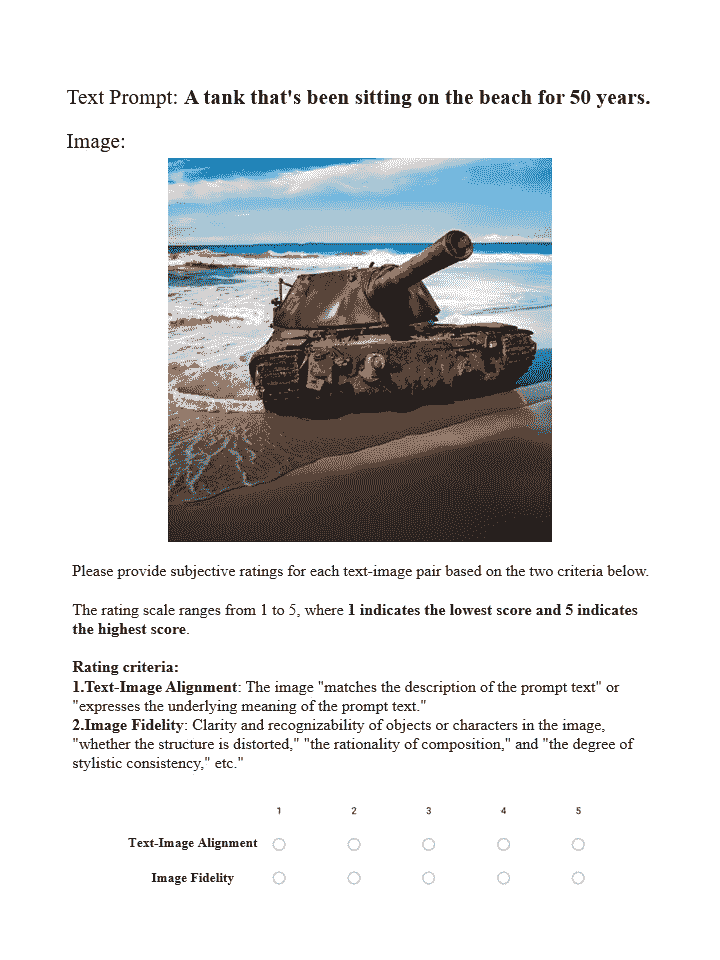 Text Prompt: A tank that's been sitting on the beach for 50 years.
Image:
Please provide subjective ratings for each text-image pair based on the two criteria below.
The rating scale ranges from 1 to 5, where 1 indicates the lowest score and 5 indicates
the highest score.
Rating criteria:
1.Text-Image Alignment: The image "matches the description of the prompt text" or
"expresses the underlying meaning of the prompt text."
2.Image Fidelity: Clarity and recognizability of objects or characters in the image,
"whether the structure is distorted," "the rationality of composition," and "the degree of
stylistic consistency," etc."
1 2 3 4 5
Text-Image Alignment
Image Fidelity